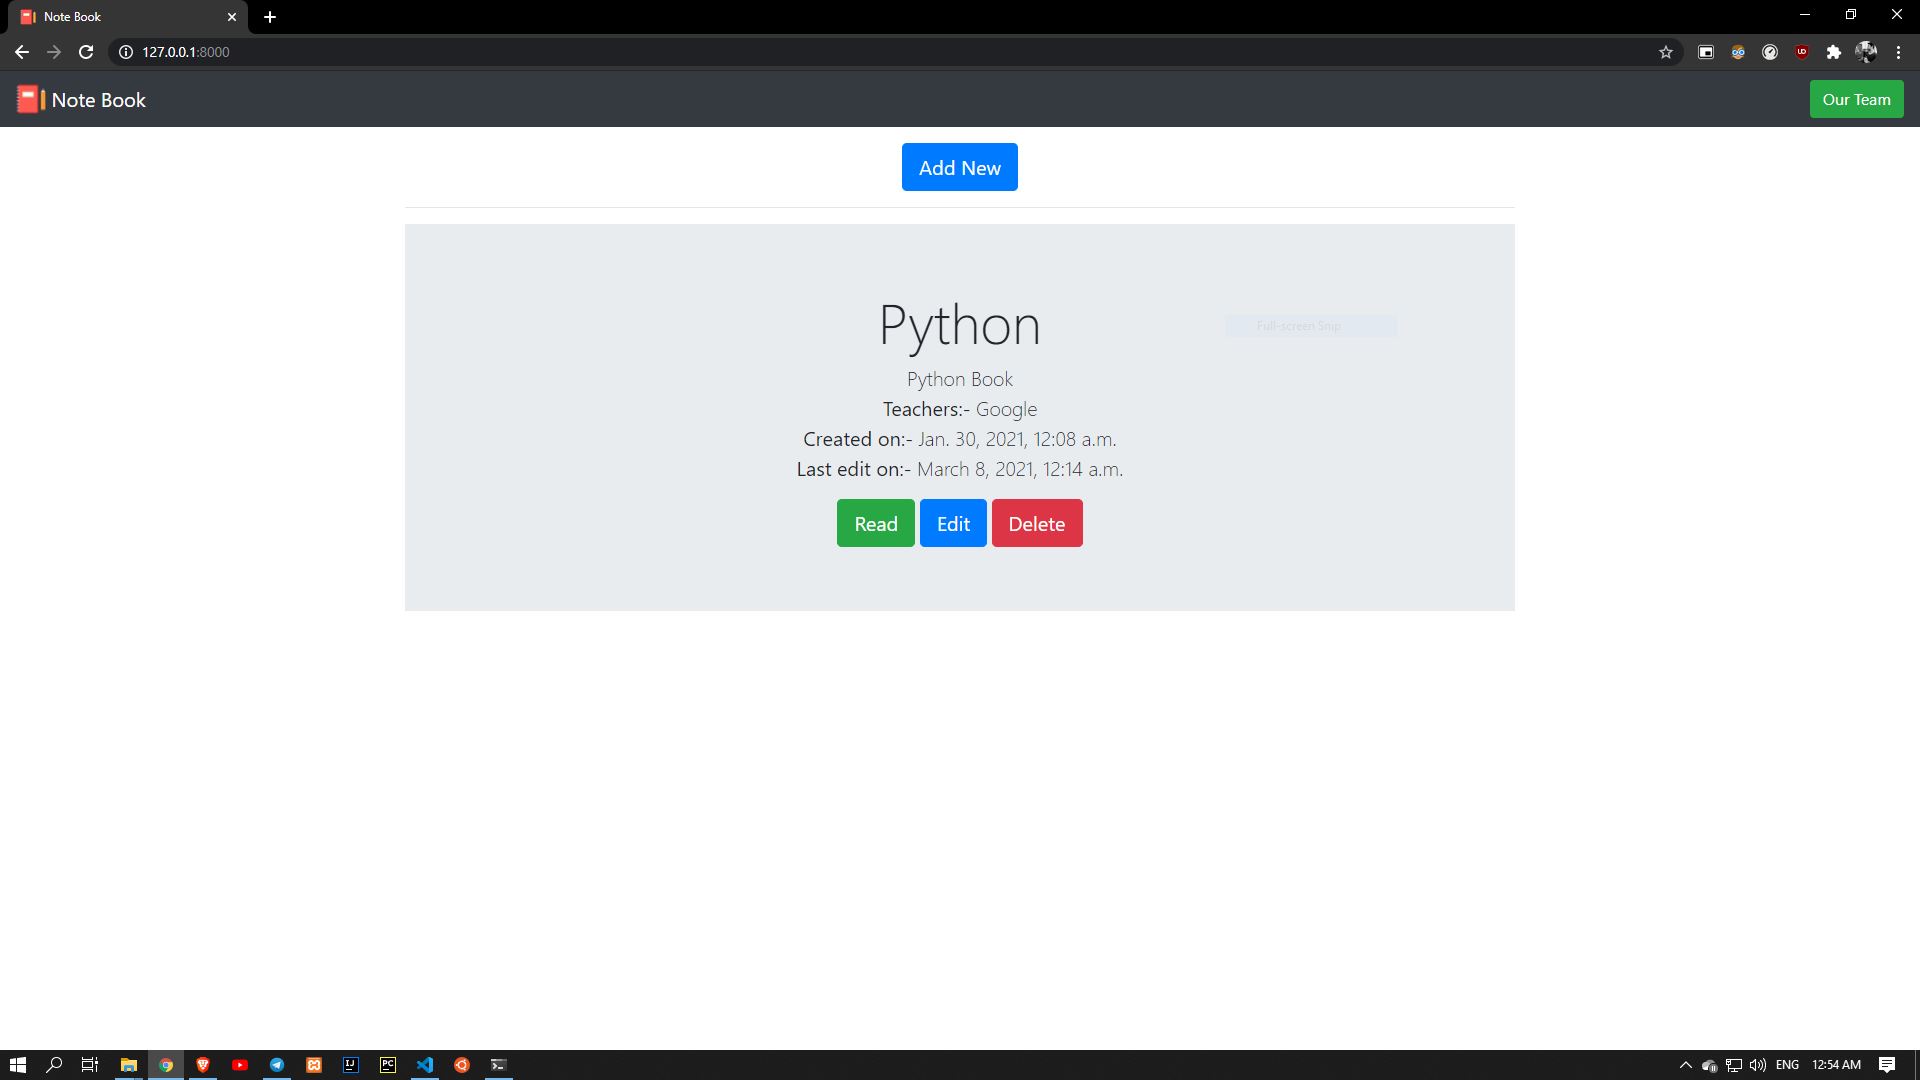 Note Book
127.0.0.1:8000
Note Book
Our Team
Add New
Python
Full-screen Snip
Python Book
Teachers:- Google
Created on:- Jan. 30, 2021, 12:08 a.m.
Last edit on:- March 8, 2021, 12:14 a.m.
Read Edit Delete
IJ
PC
ENG 12:54 AM